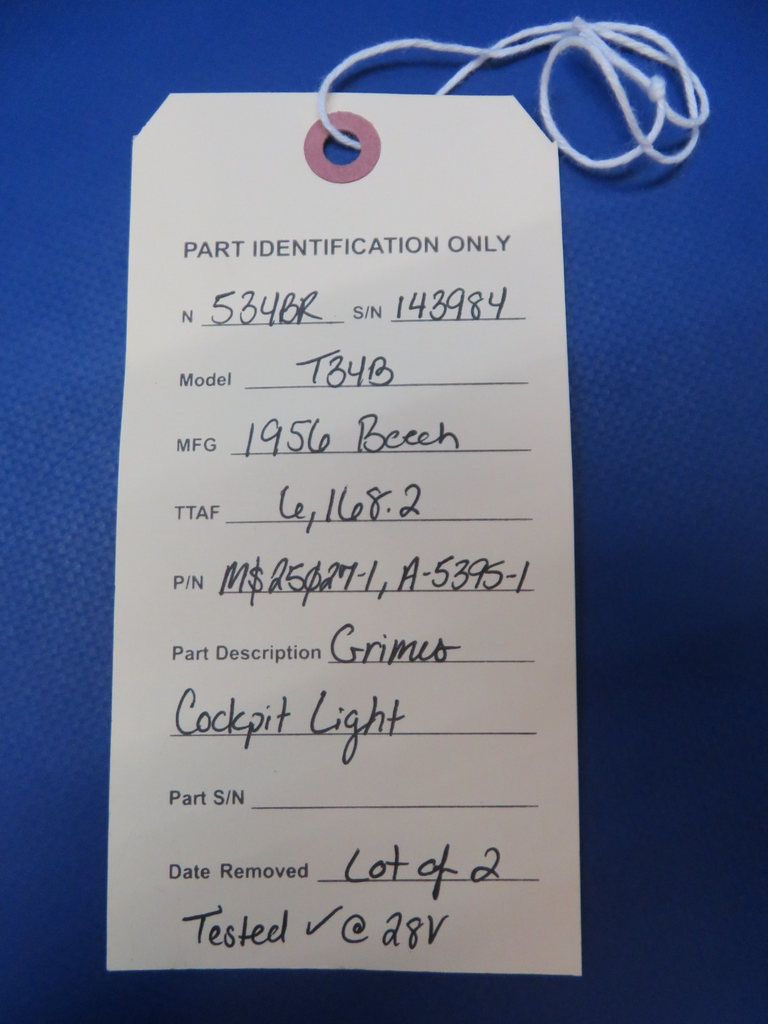 PART IDENTIFICATION ONLY
N 534BR S/N 143984
Model T34B
MFG 1956 Beech
TTAF 6,168.2
P/N M$25027-1, A-5395-1
Part Description Grimes
Cockpit Light
Part S/N
Date Removed Lot of 2
Tested ✓ @ 28V